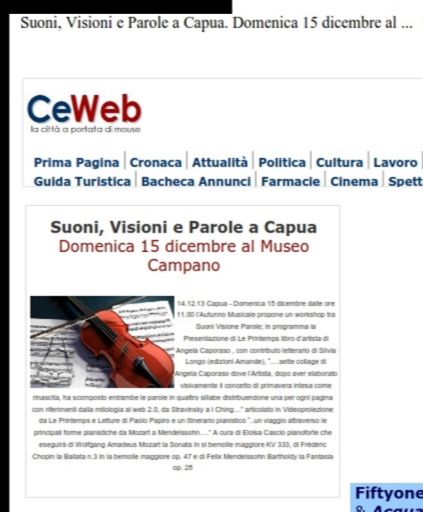 Suoni, Visioni e Parole a Capua. Domenica 15 dicembre al ...
CeWeb
la città a portata di mouse
Prima Pagina Cronaca Attualità Politica Cultura Lavoro
Guida Turistica Bacheca Annunci Farmacie Cinema Spett
Suoni, Visioni e Parole a Capua
Domenica 15 dicembre al Museo
Campano
14.12.13 Capua - Domenica 15 dicembre dalle ore
11.00 l'Autunno Musicale propone un workshop tra
Suoni Visione Parole; in programma la
Presentazione di Le Printemps libro d'artista di
Angela Caporaso , con contributo letterario di Silvia
Longo (edizioni Amande), "....sette collage di
Angela Caporaso dove l'Artista, dopo aver elaborato
visivamente il concetto di primavera intesa come
rinascita, ha scomposto entrambe le parole in quattro sillabe distribuendone una per ogni pagina
con riferimenti dalla mitologia al web 2.0, da Stravinsky a I Ching..." articolato in Videoproiezione
da Le Printemps e Letture di Paolo Papiro e un itinerario pianistico "..un viaggio attraverso le
principali forme pianistiche da Mozart a Mendelssohn...." A cura di Eloisa Cascio pianoforte che
eseguirà di Wolfgang Amadeus Mozart la Sonata in si bemolle maggiore KV 333, di Frédéric
Chopin la Ballata n.3 in la bemolle maggiore op. 47 e di Felix Mendelssohn Bartholdy la Fantasia
op. 28
Fiftyone
& Acqua